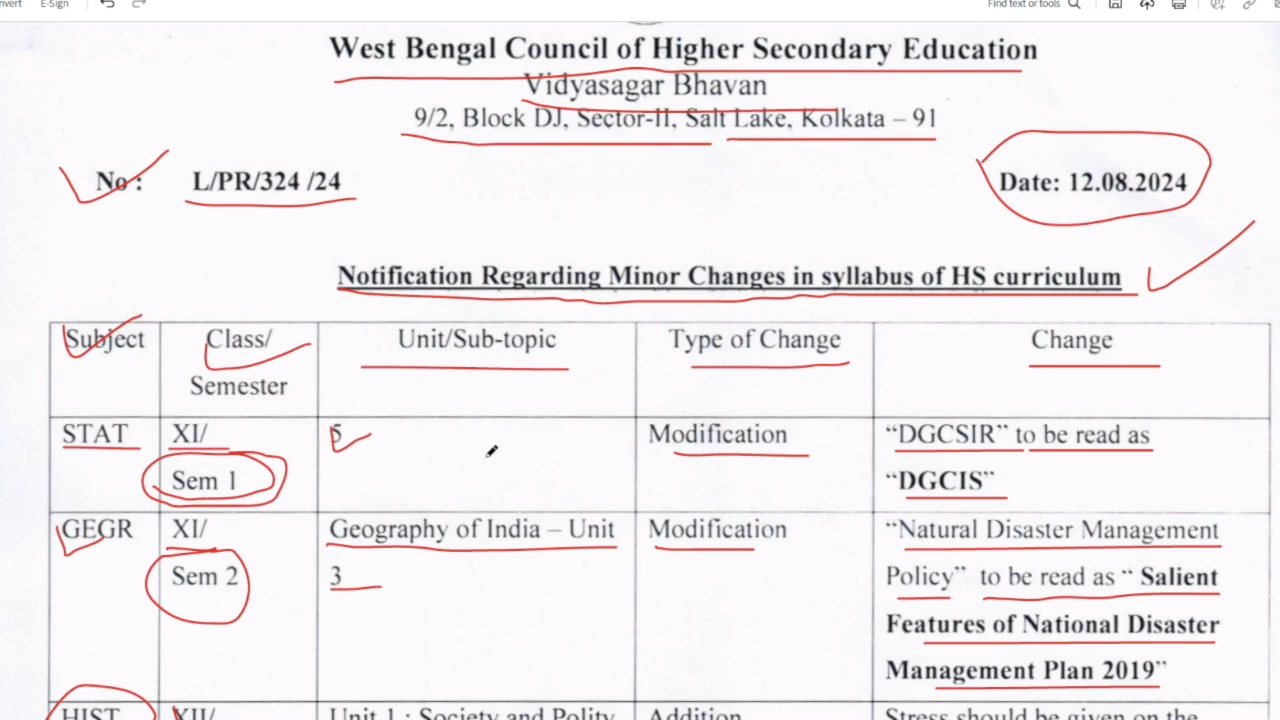 nvert E-Sign Find text or tools
West Bengal Council of Higher Secondary Education
Vidyasagar Bhavan
9/2, Block DJ, Sector-II, Salt Lake, Kolkata – 91
No : L/PR/324 /24 Date: 12.08.2024
Notification Regarding Minor Changes in syllabus of HS curriculum
Subject Class/ Unit/Sub-topic Type of Change Change
Semester
STAT XI/ 5 Modification “DGCSIR” to be read as
Sem 1 “DGCIS”
GEGR XI/ Geography of India – Unit Modification “Natural Disaster Management
Sem 2 3 Policy” to be read as “ Salient
Features of National Disaster
Management Plan 2019”
HIST XII/ Unit 1 : Society and Polity Addition Stress should be given on the